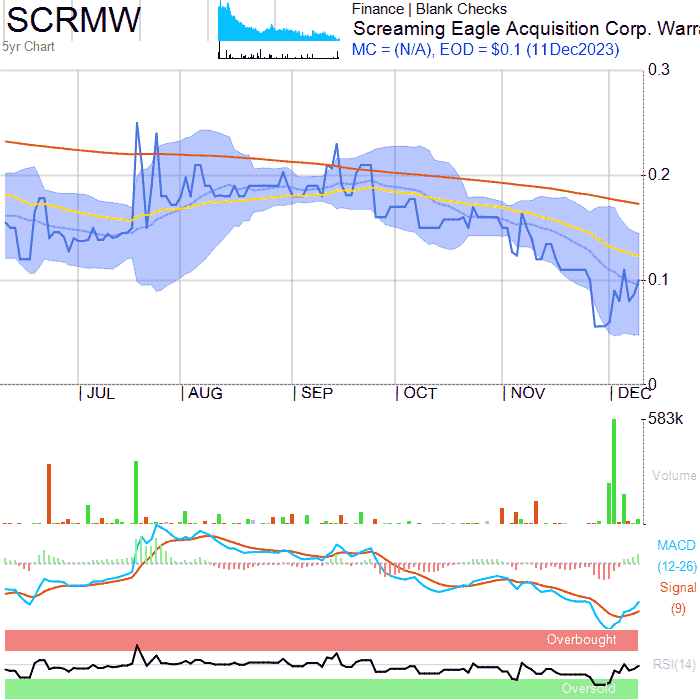 SCRMW
5yr Chart
Finance | Blank Checks
Screaming Eagle Acquisition Corp. Warra
MC = (N/A), EOD = $0.1 (11Dec2023)
0.3
0.2
0.1
0
| JUL
| AUG
| SEP
| OCT
| NOV
| DEC
583k
Volume
MACD
(12-26)
Signal
(9)
Overbought
RSI(14)
Oversold